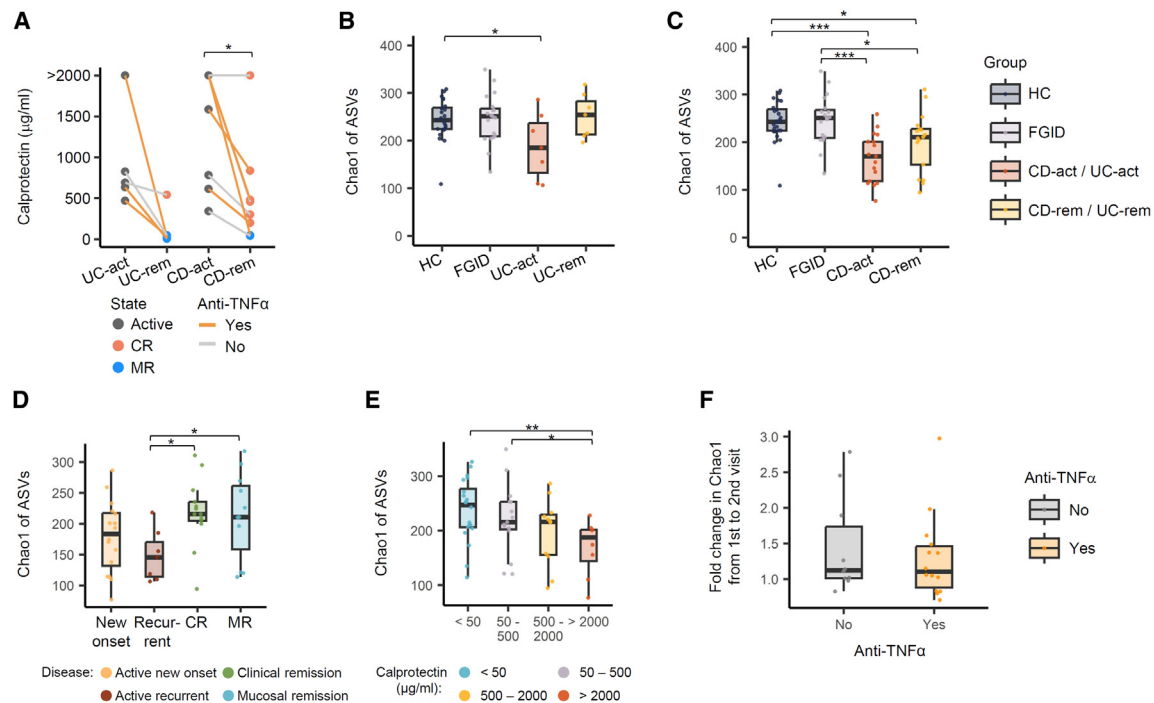 A
*
>2000
1500
1000
500
0
Calprotectin (µg/ml)
UC-act
UC-rem
CD-act
CD-rem
State
Active
CR
MR
Anti-TNFα
Yes
No
B
*
400
300
200
100
0
Chao1 of ASVs
HC
FGID
UC-act
UC-rem
C
*
***
*
***
400
300
200
100
0
Chao1 of ASVs
HC
FGID
CD-act
CD-rem
Group
HC
FGID
CD-act / UC-act
CD-rem / UC-rem
D
*
*
300
250
200
150
100
Chao1 of ASVs
New
onset
Recur-
rent
CR
MR
Disease:
Active new onset
Clinical remission
Active recurrent
Mucosal remission
E
**
*
300
200
100
Chao1 of ASVs
< 50
50 -
500
500 -
2000
> 2000
Calprotectin
(µg/ml):
< 50
50 – 500
500 – 2000
> 2000
F
3.0
2.5
2.0
1.5
1.0
Fold change in Chao1
from 1st to 2nd visit
No
Yes
Anti-TNFα
Anti-TNFα
No
Yes